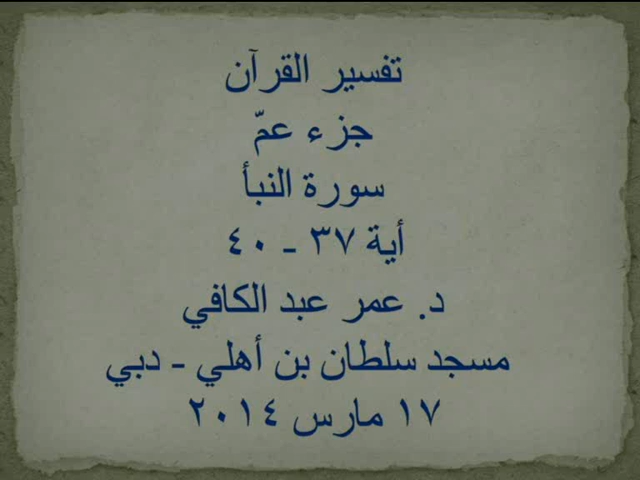 تفسير القرآن
جزء عمّ
سورة النبأ
أية ٣٧ - ٤٠
د. عمر عبد الكافي
مسجد سلطان بن أهلي - دبي
١٧ مارس ٢٠١٤